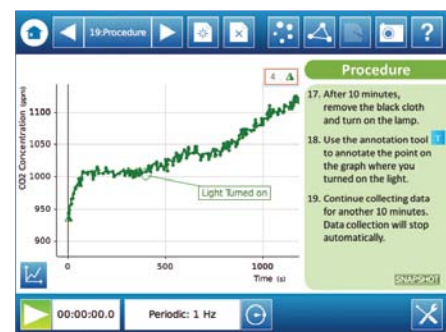 19:Procedure
?
4
Procedure
17. After 10 minutes,
remove the black cloth
and turn on the lamp.
18. Use the annotation tool T
to annotate the point on
the graph where you
turned on the light.
19. Continue collecting data
for another 10 minutes.
Data collection will stop
automatically.
SNAPSHOT
CO2 Concentration (ppm)
1100
1050
1000
950
900
Light Turned on
0
500
1000
Time (s)
00:00:00.0
Periodic: 1 Hz